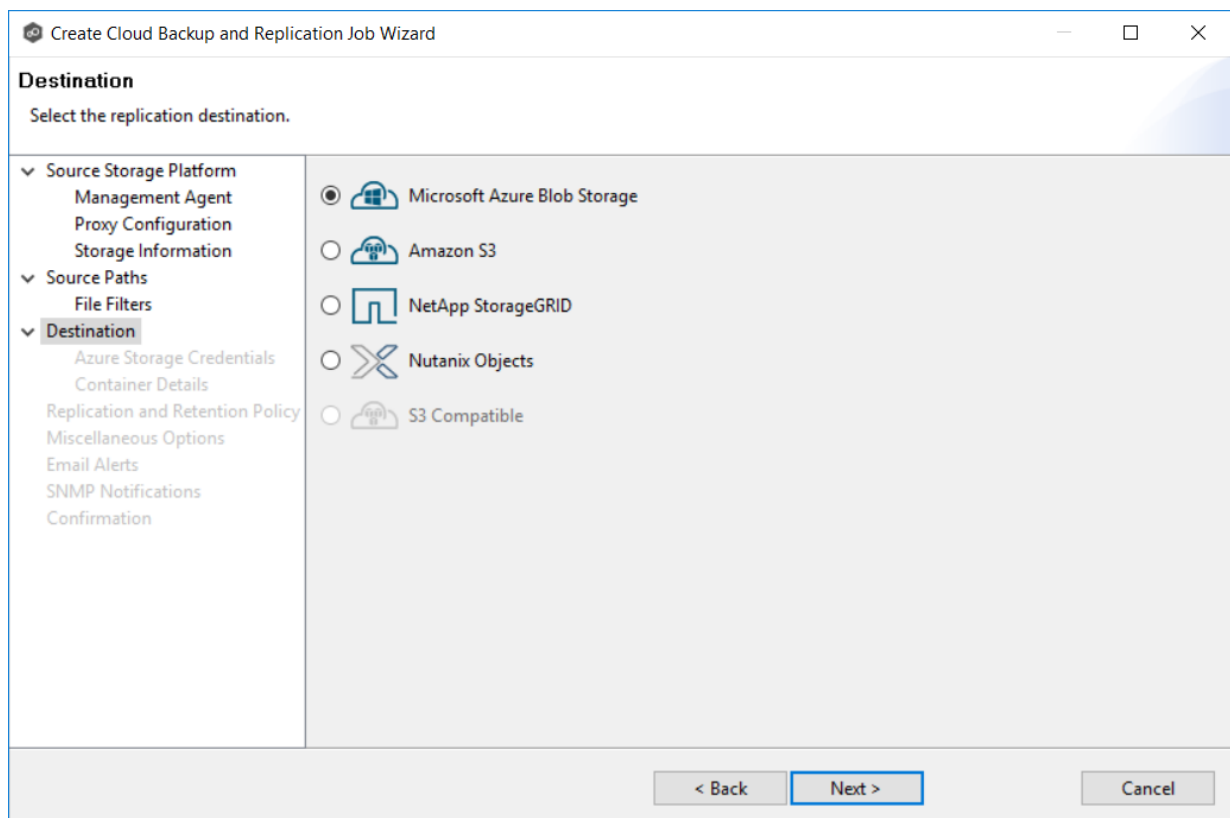 Create Cloud Backup and Replication Job Wizard
Destination
Select the replication destination.
Source Storage Platform
Management Agent
Proxy Configuration
Storage Information
Source Paths
File Filters
Destination
Azure Storage Credentials
Container Details
Replication and Retention Policy
Miscellaneous Options
Email Alerts
SNMP Notifications
Confirmation
Microsoft Azure Blob Storage
Amazon S3
NetApp StorageGRID
Nutanix Objects
S3 Compatible
< Back
Next >
Cancel